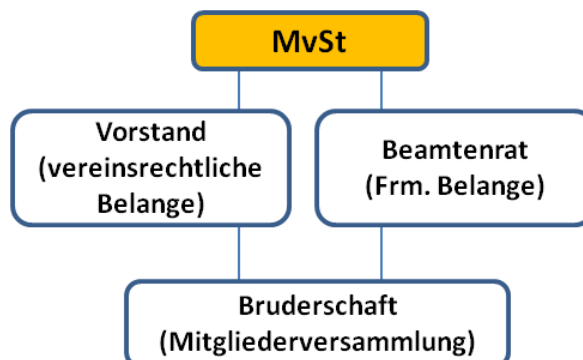 MvSt
Vorstand
(vereinsrechtliche
Belange)
Beamtenrat
(Frm. Belange)
Bruderschaft
(Mitgliederversammlung)